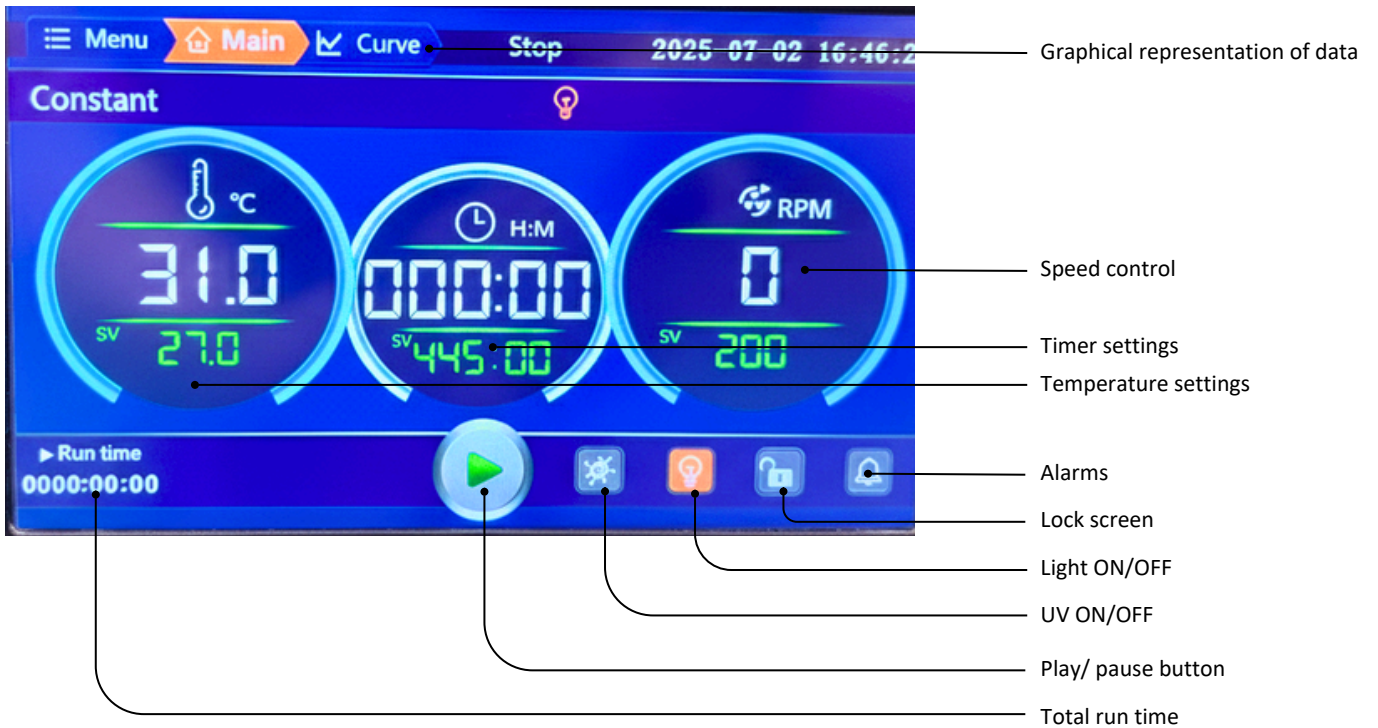 Menu Main Curve Stop 2025-07-02 16:46:2
Graphical representation of data
Constant
°C
H:M
RPM
31.0
000:00
0
Speed control
SV 27.0
SV 445:00
SV 200
Timer settings
Temperature settings
Run time
0000:00:00
Alarms
Lock screen
Light ON/OFF
UV ON/OFF
Play/ pause button
Total run time